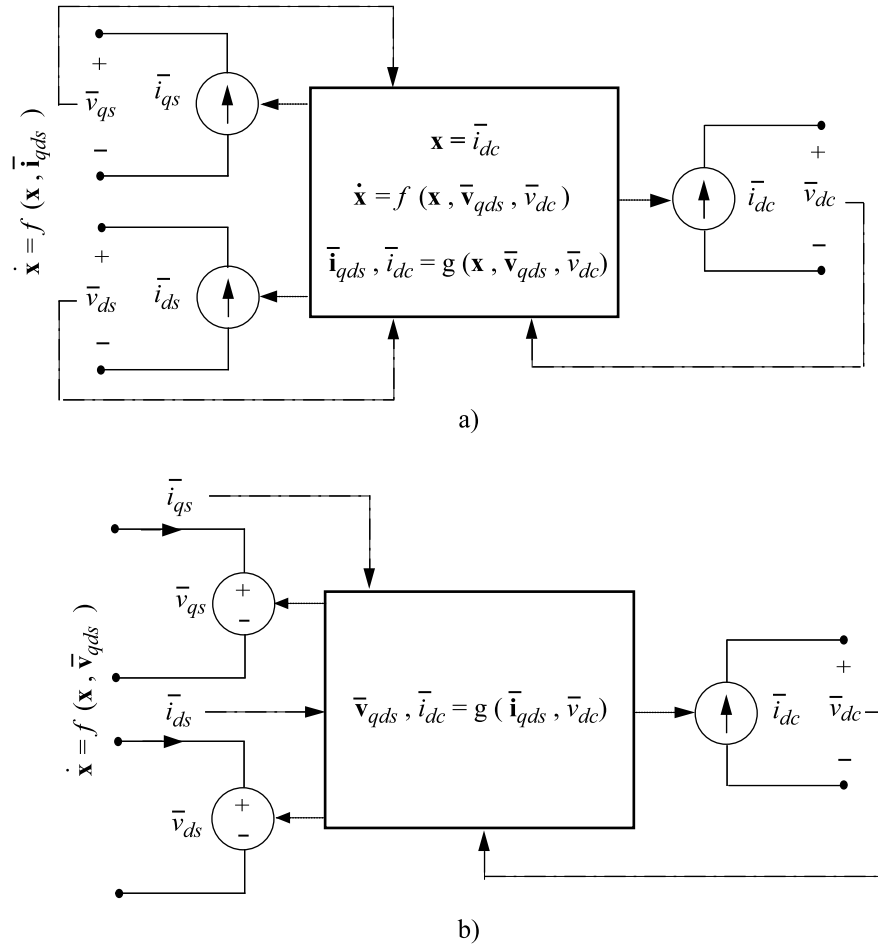 ẋ = f (x , i̅qds)
+
v̅qs
–
i̅qs
+
v̅ds
–
i̅ds
x = i̅dc
ẋ = f (x , v̅qds , v̅dc)
i̅qds , i̅dc = g (x , v̅qds , v̅dc)
i̅dc
+
v̅dc
–
a)
ẋ = f (x , v̅qds)
i̅qs
v̅qs
+
–
i̅ds
v̅ds
+
–
v̅qds , i̅dc = g ( i̅qds , v̅dc)
i̅dc
+
v̅dc
–
b)